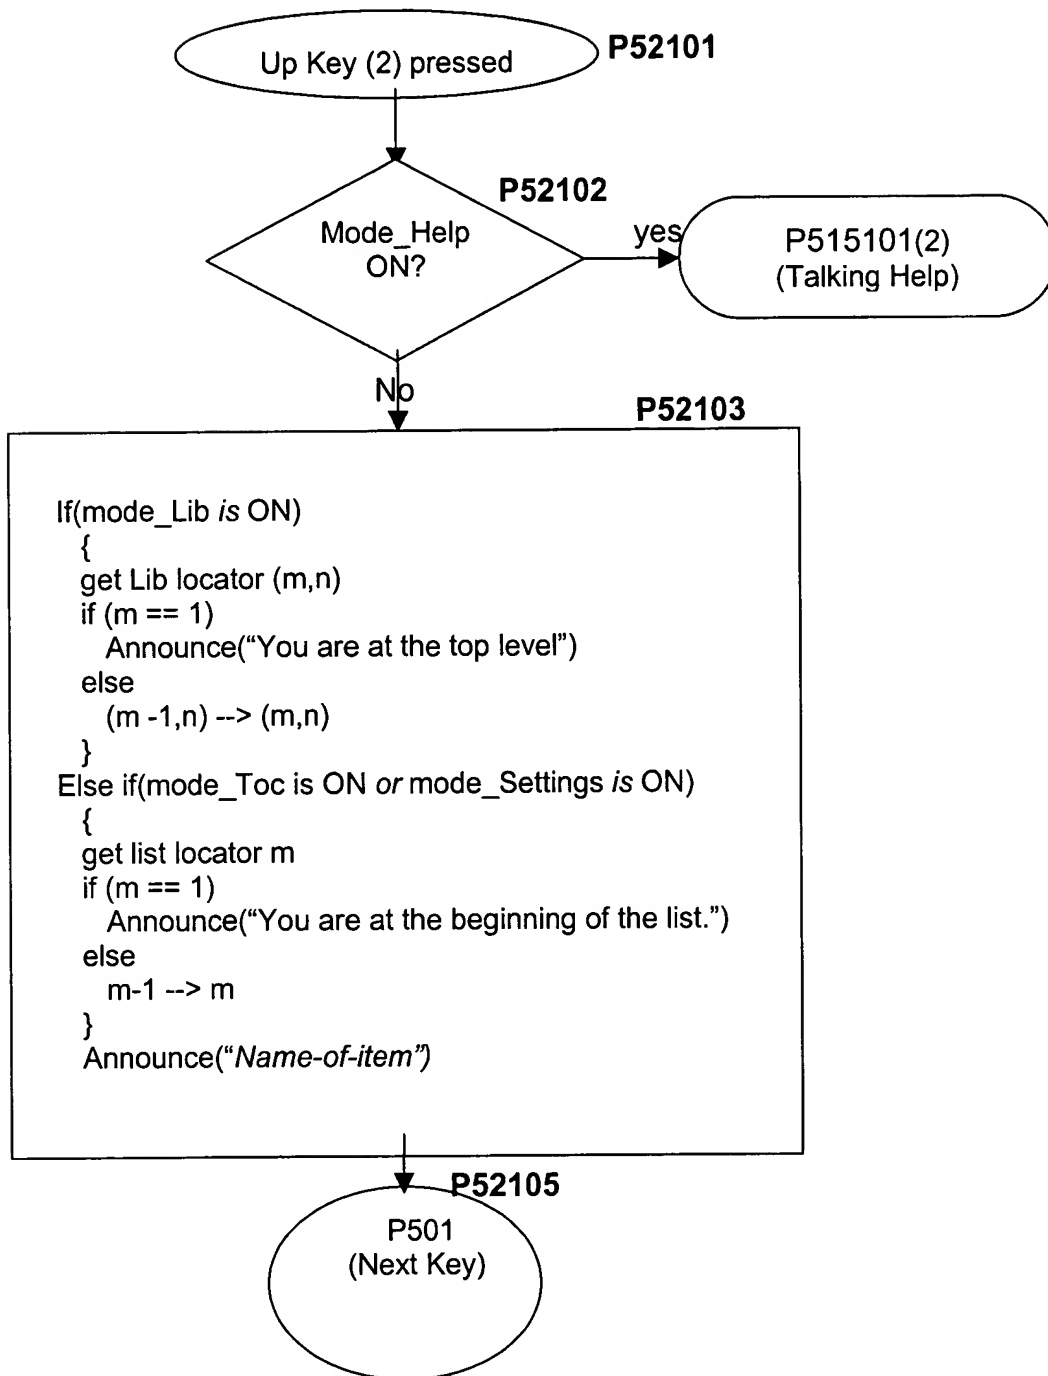 Up Key (2) pressed
P52101
P52102
Mode_Help
ON?
yes
P515101(2)
(Talking Help)
No
P52103
If(mode_Lib is ON)
{
get Lib locator (m,n)
if (m == 1)
Announce(“You are at the top level”)
else
(m -1,n) --> (m,n)
}
Else if(mode_Toc is ON or mode_Settings is ON)
{
get list locator m
if (m == 1)
Announce(“You are at the beginning of the list.”)
else
m-1 --> m
}
Announce(“Name-of-item”)
P52105
P501
(Next Key)